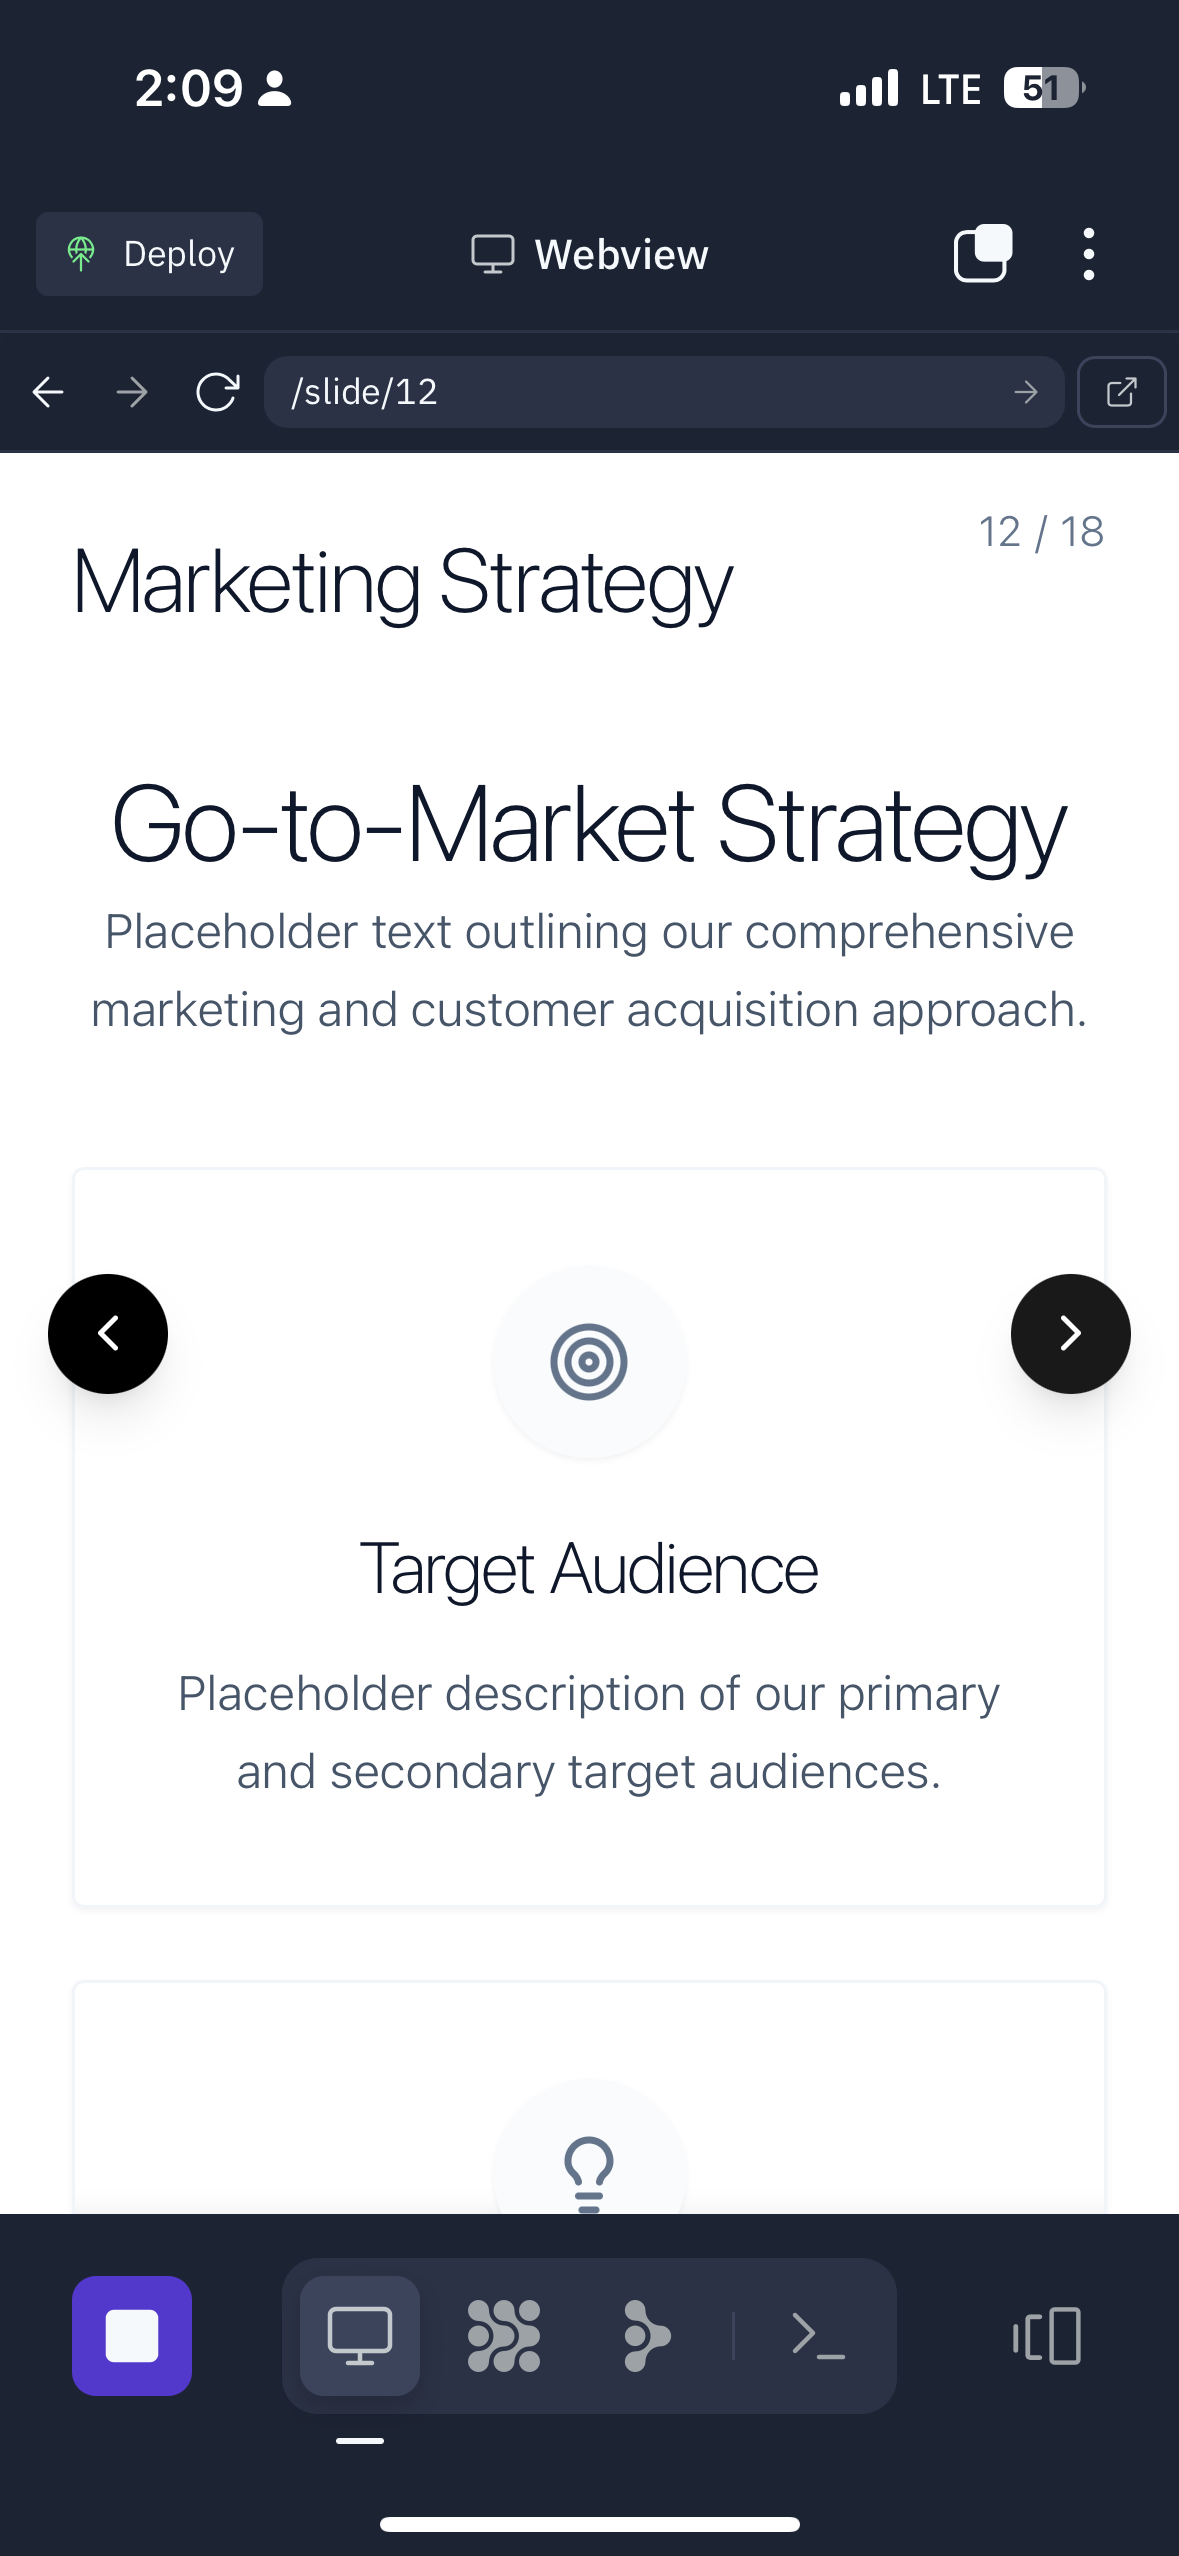 2:09
LTE
51
Deploy
Webview
/slide/12
12 / 18
Marketing Strategy
Go-to-Market Strategy
Placeholder text outlining our comprehensive
marketing and customer acquisition approach.
Target Audience
Placeholder description of our primary
and secondary target audiences.